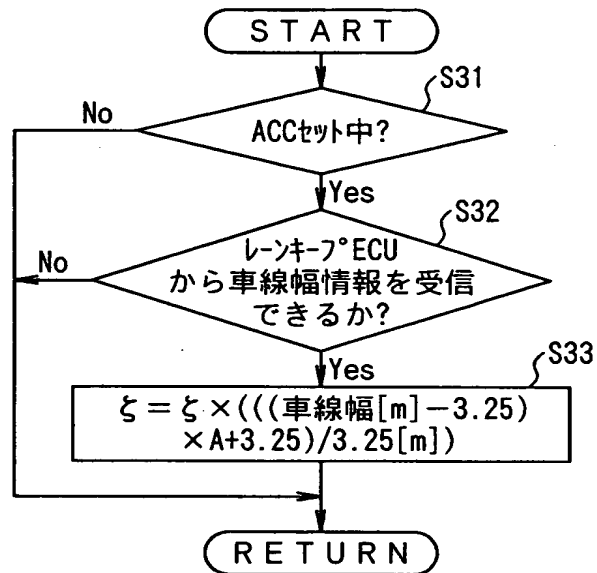 START
S31
No
ACCセット中?
Yes
S32
No
レーンキープECU
から車線幅情報を受信
できるか?
Yes
S33
ξ=ξ×(((車線幅[m]-3.25)
×A+3.25)/3.25[m])
RETURN